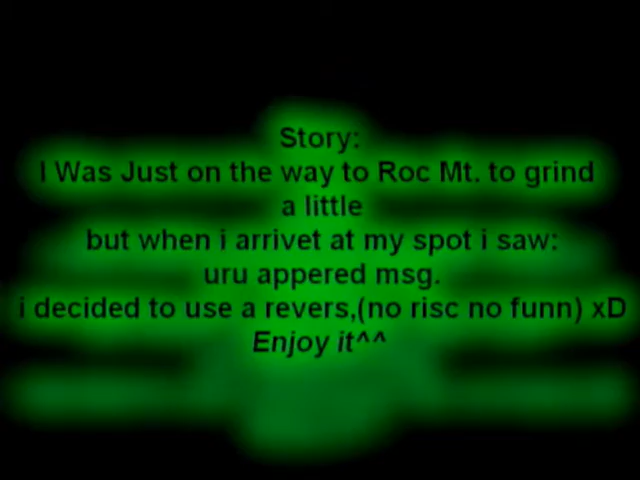 Story:
I Was Just on the way to Roc Mt. to grind
a little
but when i arrivet at my spot i saw:
uru appered msg.
i decided to use a revers,(no risc no funn) xD
Enjoy it^^